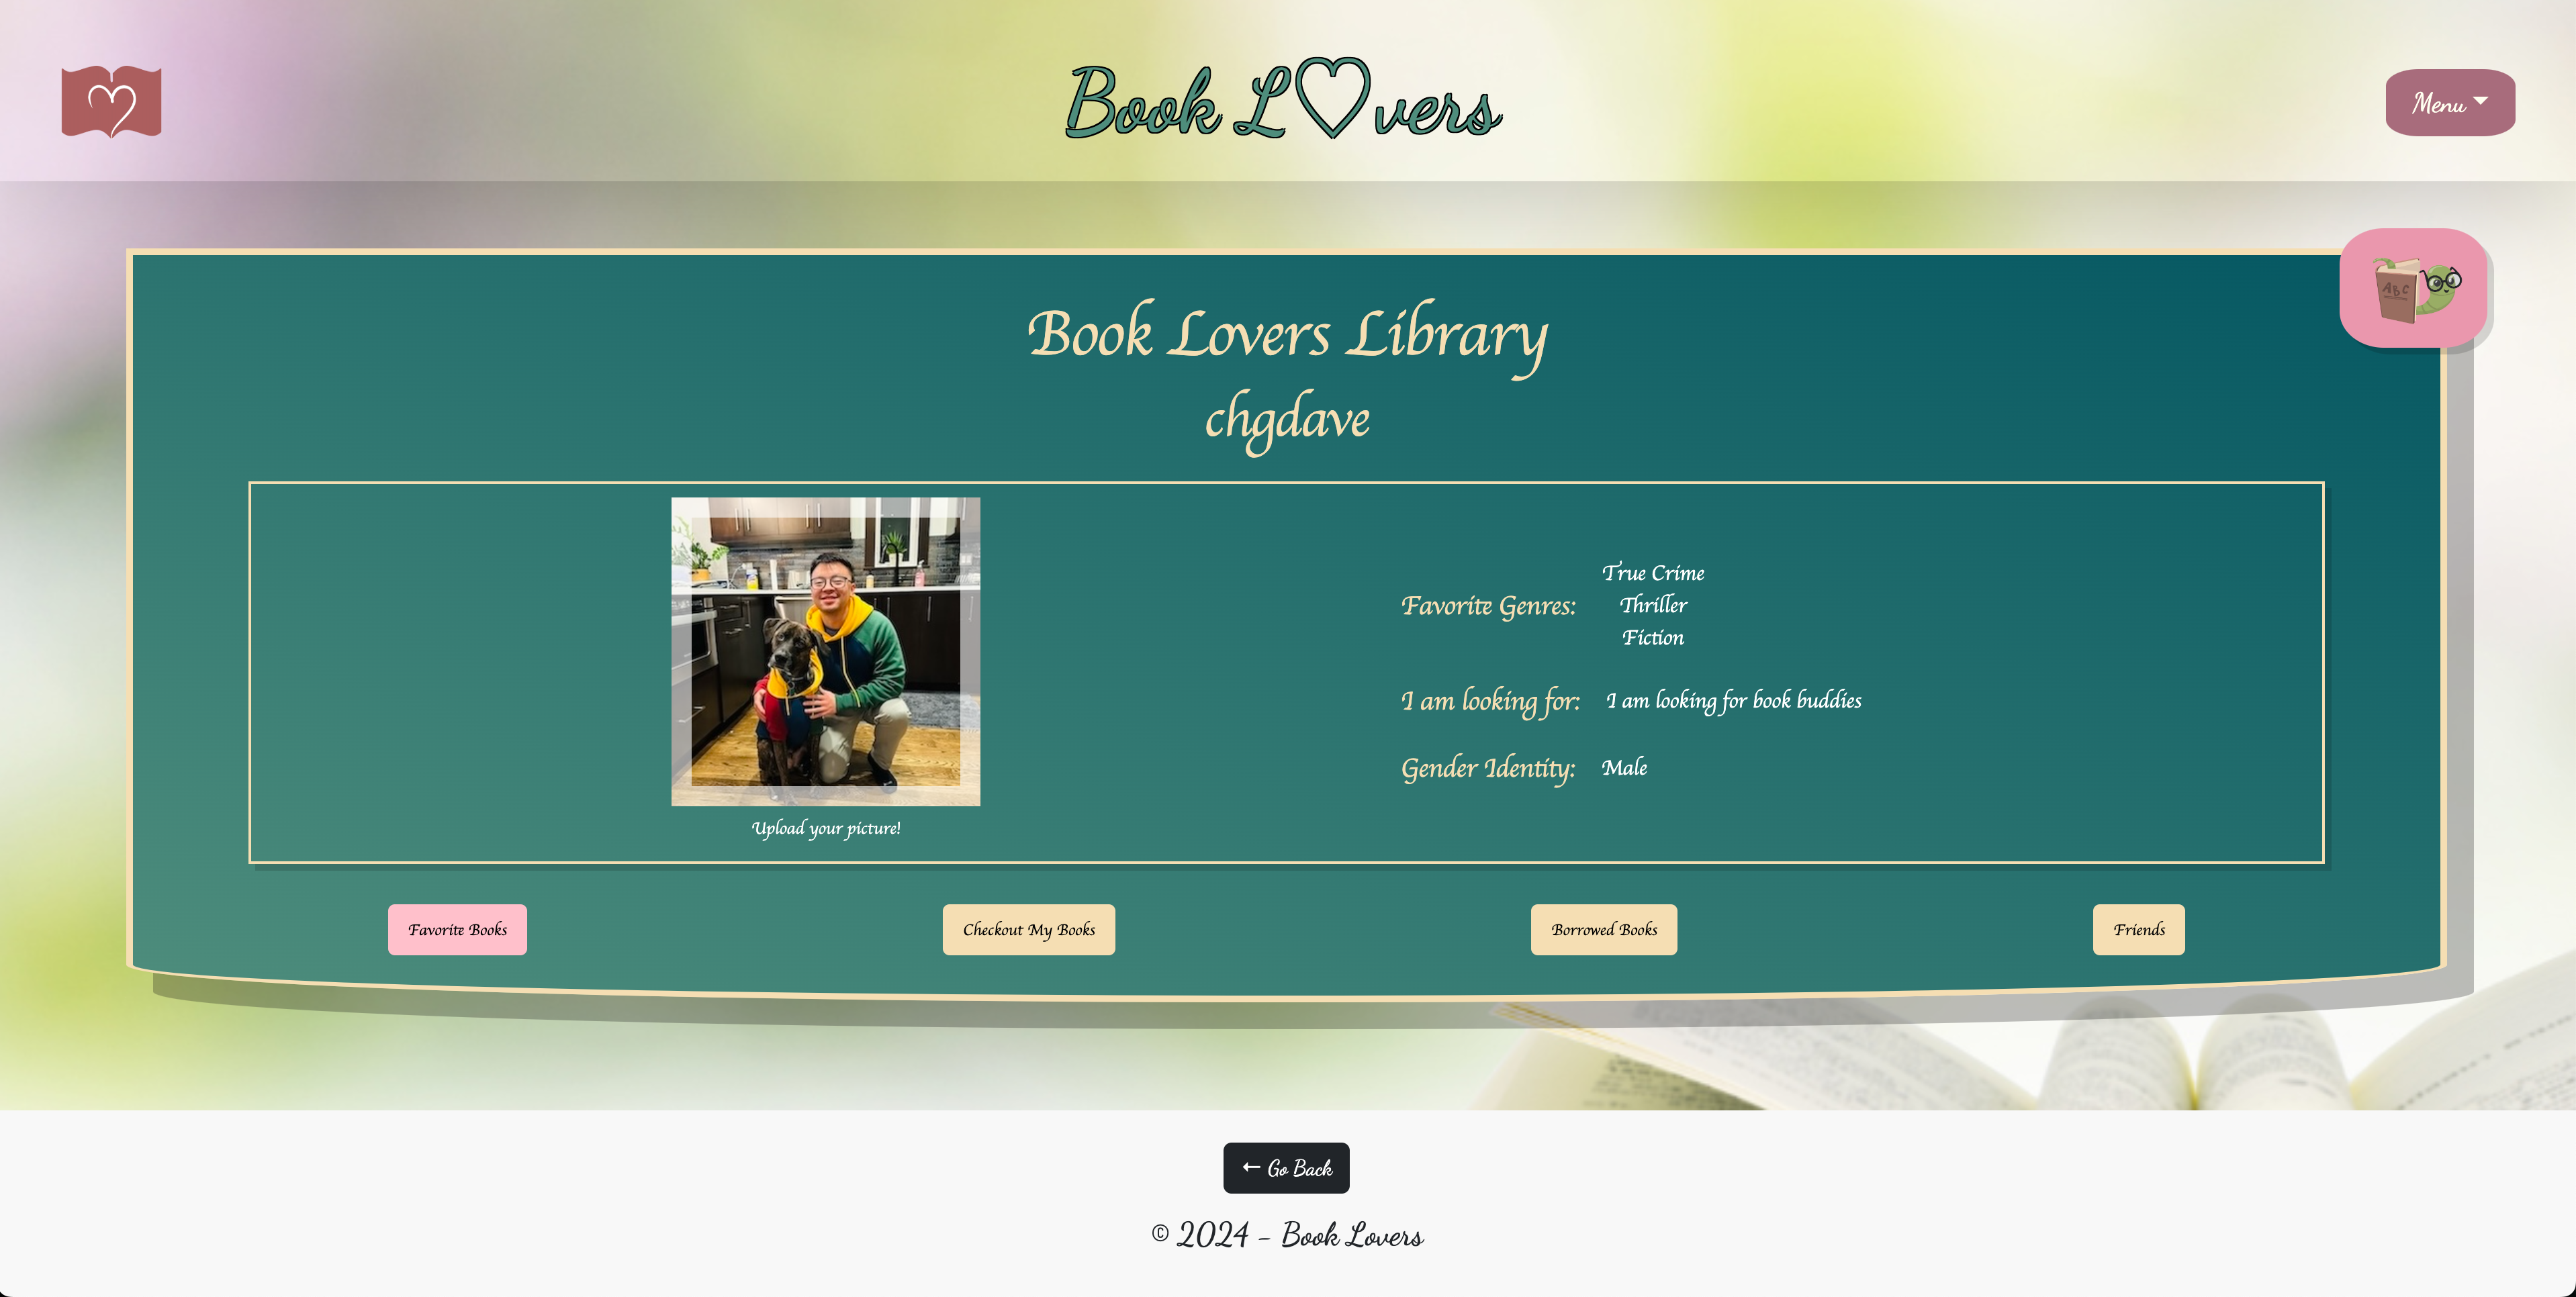 Book L♡vers
Menu
ABC
Book Lovers Library
chgdave
Favorite Genres:
True Crime
Thriller
Fiction
I am looking for: I am looking for book buddies
Gender Identity: Male
Upload your picture!
Favorite Books
Checkout My Books
Borrowed Books
Friends
← Go Back
© 2024 - Book Lovers